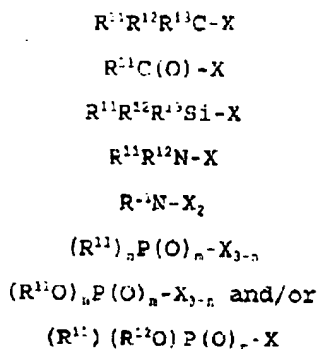 R¹¹R¹²R¹³C-X
R¹¹C(O)-X
R¹¹R¹²R¹³Si-X
R¹¹R¹²N-X
R¹¹N-X₂
(R¹¹)ₙP(O)ₘ-X₃₋ₙ
(R¹¹O)ₙP(O)ₘ-X₃₋ₙ and/or
(R¹¹)(R¹²O)P(O)ₘ-X